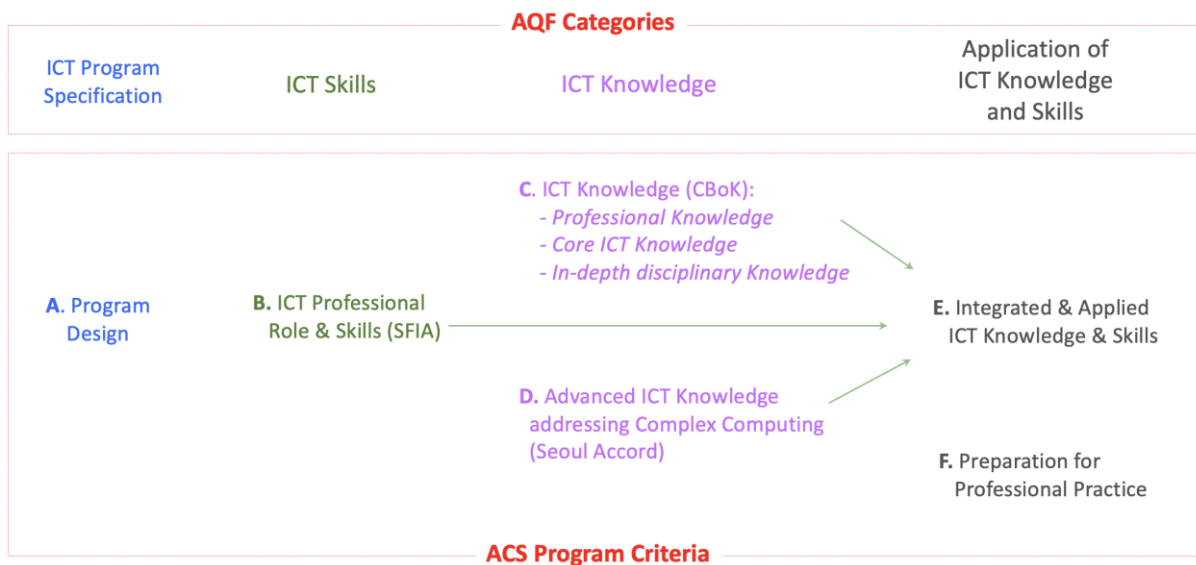 AQF Categories
ICT Program
Specification
ICT Skills
ICT Knowledge
Application of
ICT Knowledge
and Skills
C. ICT Knowledge (CBoK):
- Professional Knowledge
- Core ICT Knowledge
- In-depth disciplinary Knowledge
A. Program
Design
B. ICT Professional
Role & Skills (SFIA)
E. Integrated & Applied
ICT Knowledge & Skills
D. Advanced ICT Knowledge
addressing Complex Computing
(Seoul Accord)
F. Preparation for
Professional Practice
ACS Program Criteria